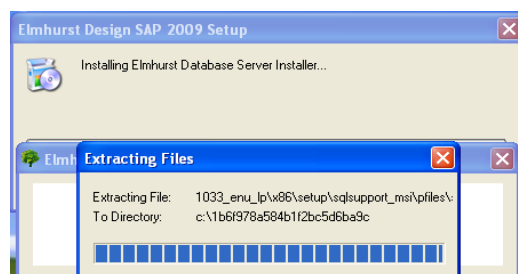 Elmhurst Design SAP 2009 Setup
Installing Elmhurst Database Server Installer...
Elmh
Extracting Files
Extracting File: 1033_enu_lp\x86\setup\sqlsupport_msi\pfiles\
To Directory: c:\1b6f978a584b1f2bc5d6ba9c